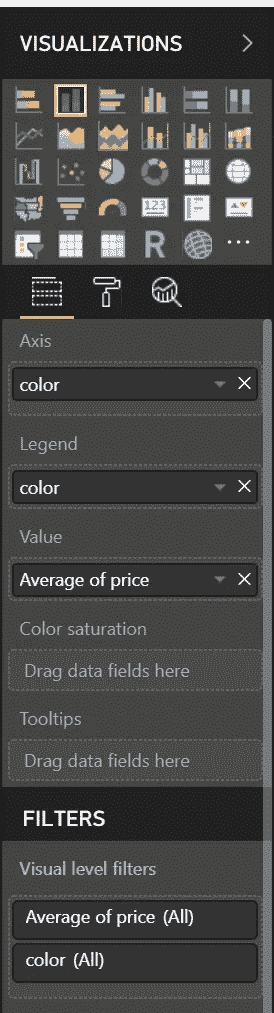 VISUALIZATIONS
123
R
Axis
color
Legend
color
Value
Average of price
Color saturation
Drag data fields here
Tooltips
Drag data fields here
FILTERS
Visual level filters
Average of price (All)
color (All)